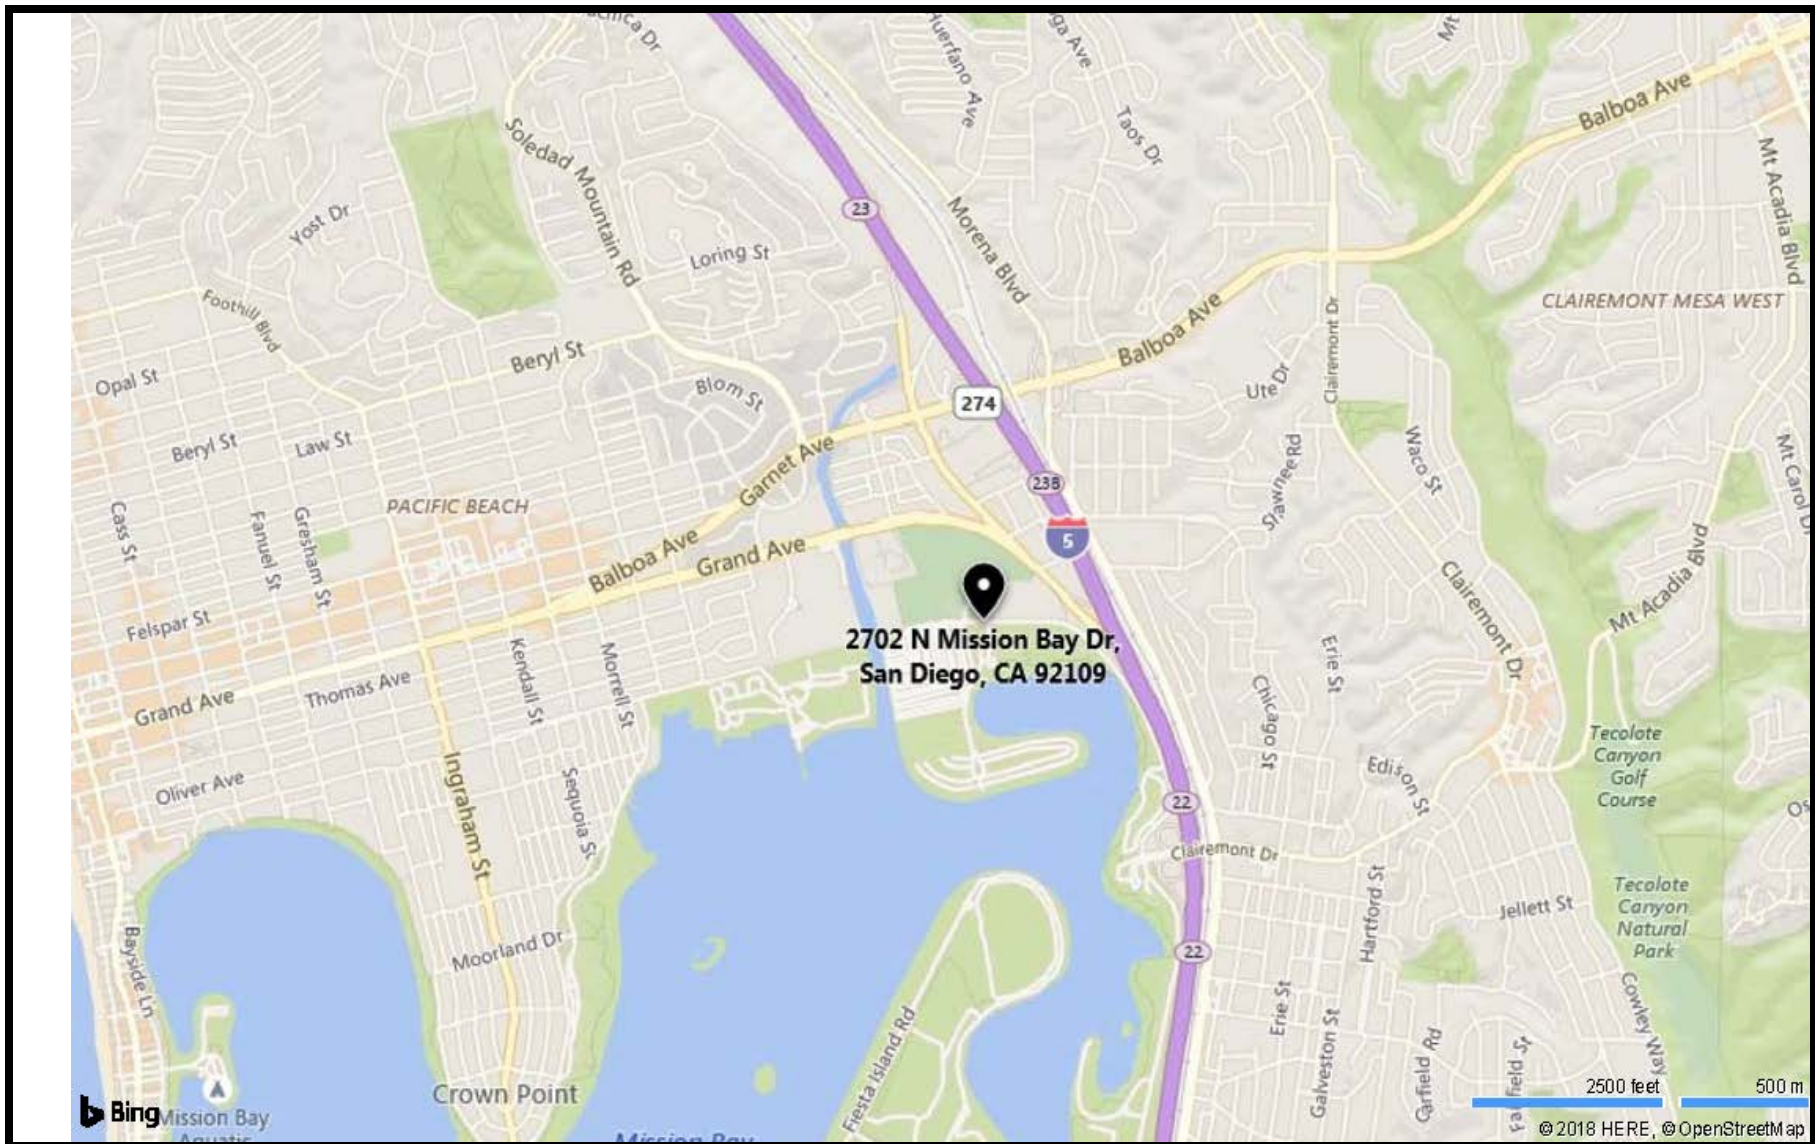 Huerfano Ave
Taos Dr
Mt
Balboa Ave
Soledad Mountain Rd
Mt Acadia Blvd
Yost Dr
23
Morena Blvd
Loring St
Foothill Blvd
CLAIREMONT MESA WEST
Clairemont Dr
Balboa Ave
Beryl St
Opal St
Blom St
Ute Dr
274
Beryl St
Law St
Garnet Ave
Waco St
Shawnee Rd
23B
PACIFIC BEACH
Cass St
Fanuel St
Gresham St
5
Balboa Ave
Grand Ave
Mt Acadia Blvd
Clairemont Dr
Felspar St
2702 N Mission Bay Dr,
San Diego, CA 92109
Kendall St
Morrell St
Erie St
Thomas Ave
Grand Ave
Chicago St
Tecolote
Canyon
Golf
Course
Oliver Ave
Ingraham St
Sequoia St
Edison St
22
Clairemont Dr
Hartford St
Tecolote
Canyon
Natural
Park
Jellett St
Bayside Ln
Moorland Dr
22
Cowley Way
Erie St
Galveston St
Fiesta Island Rd
Crown Point
2500 feet
500 m
Bing
Mission Bay
Aquatic
Mission Bay
© 2018 HERE, © OpenStreetMap